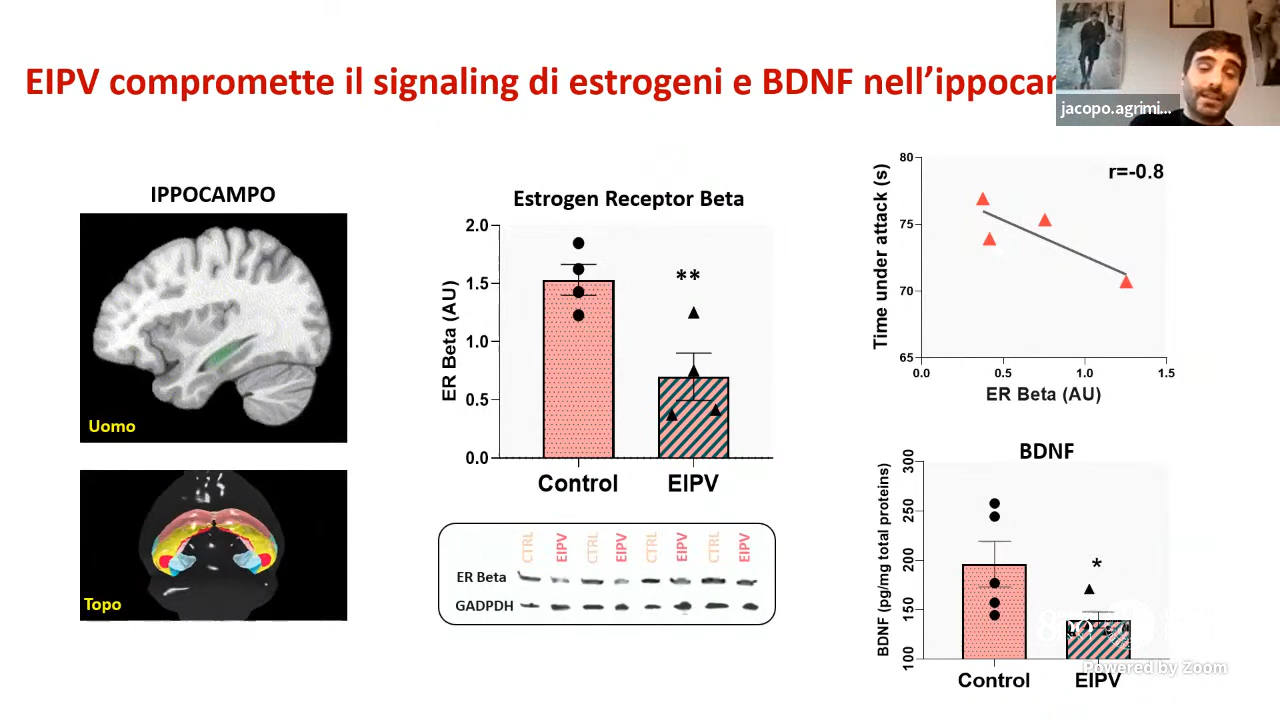 EIPV compromette il signaling di estrogeni e BDNF nell'ippocam
jacopo.agrimi...
IPPOCAMPO
Uomo
Topo
Estrogen Receptor Beta
ER Beta (AU)
2.0
1.5
1.0
0.5
0.0
**
Control
EIPV
CTRL
EIPV
CTRL
EIPV
CTRL
EIPV
CTRL
EIPV
ER Beta
GADPDH
r=-0.8
Time under attack (s)
80
75
70
65
0.0
0.5
1.0
1.5
ER Beta (AU)
BDNF
BDNF (pg/mg total proteins)
300
250
200
150
100
*
Control
EIPV
Powered by Zoom